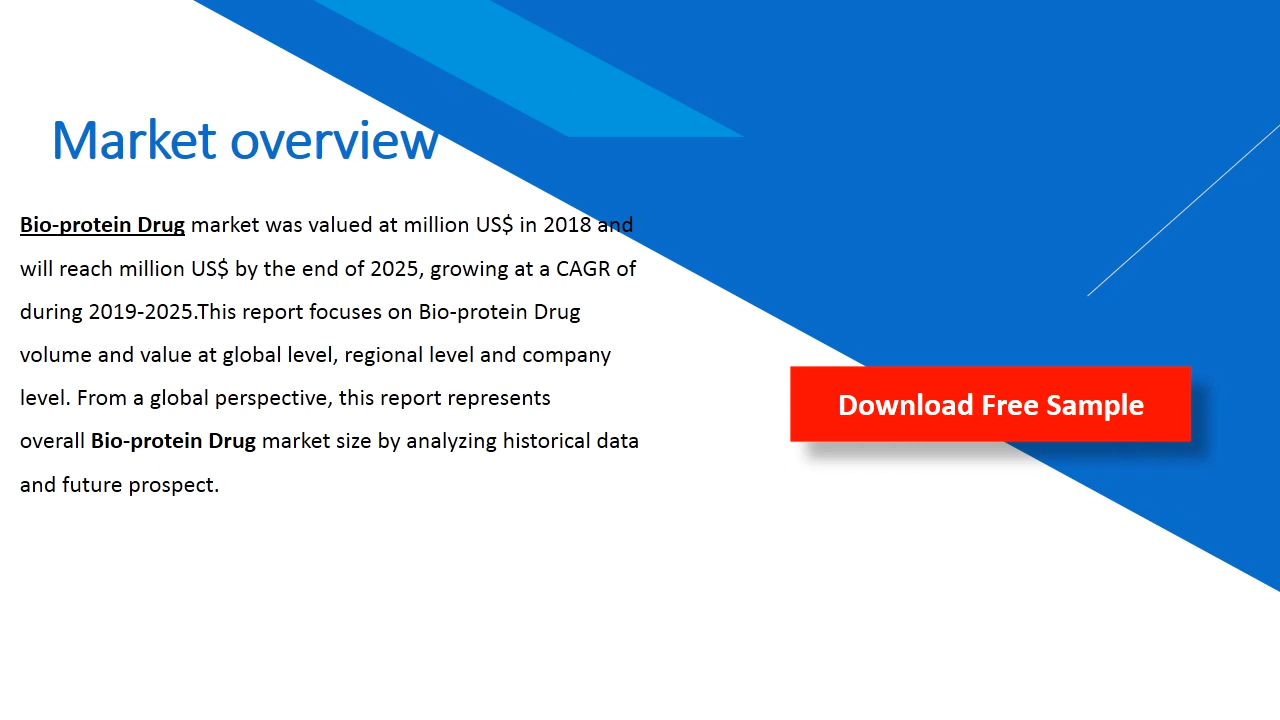 Market overview
Bio-protein Drug market was valued at million US$ in 2018 and
will reach million US$ by the end of 2025, growing at a CAGR of
during 2019-2025.This report focuses on Bio-protein Drug
volume and value at global level, regional level and company
level. From a global perspective, this report represents
overall Bio-protein Drug market size by analyzing historical data
and future prospect.
Download Free Sample